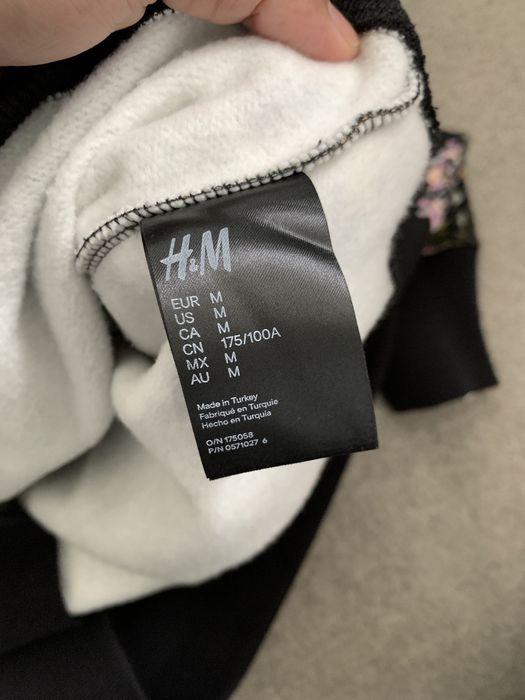 H&M
EUR M
US M
CA M
CN 175/100A
MX M
AU M
Made in Turkey
Fabriqué en Turquie
Hecho en Turquía
O/N 175058
P/N 0571027 6